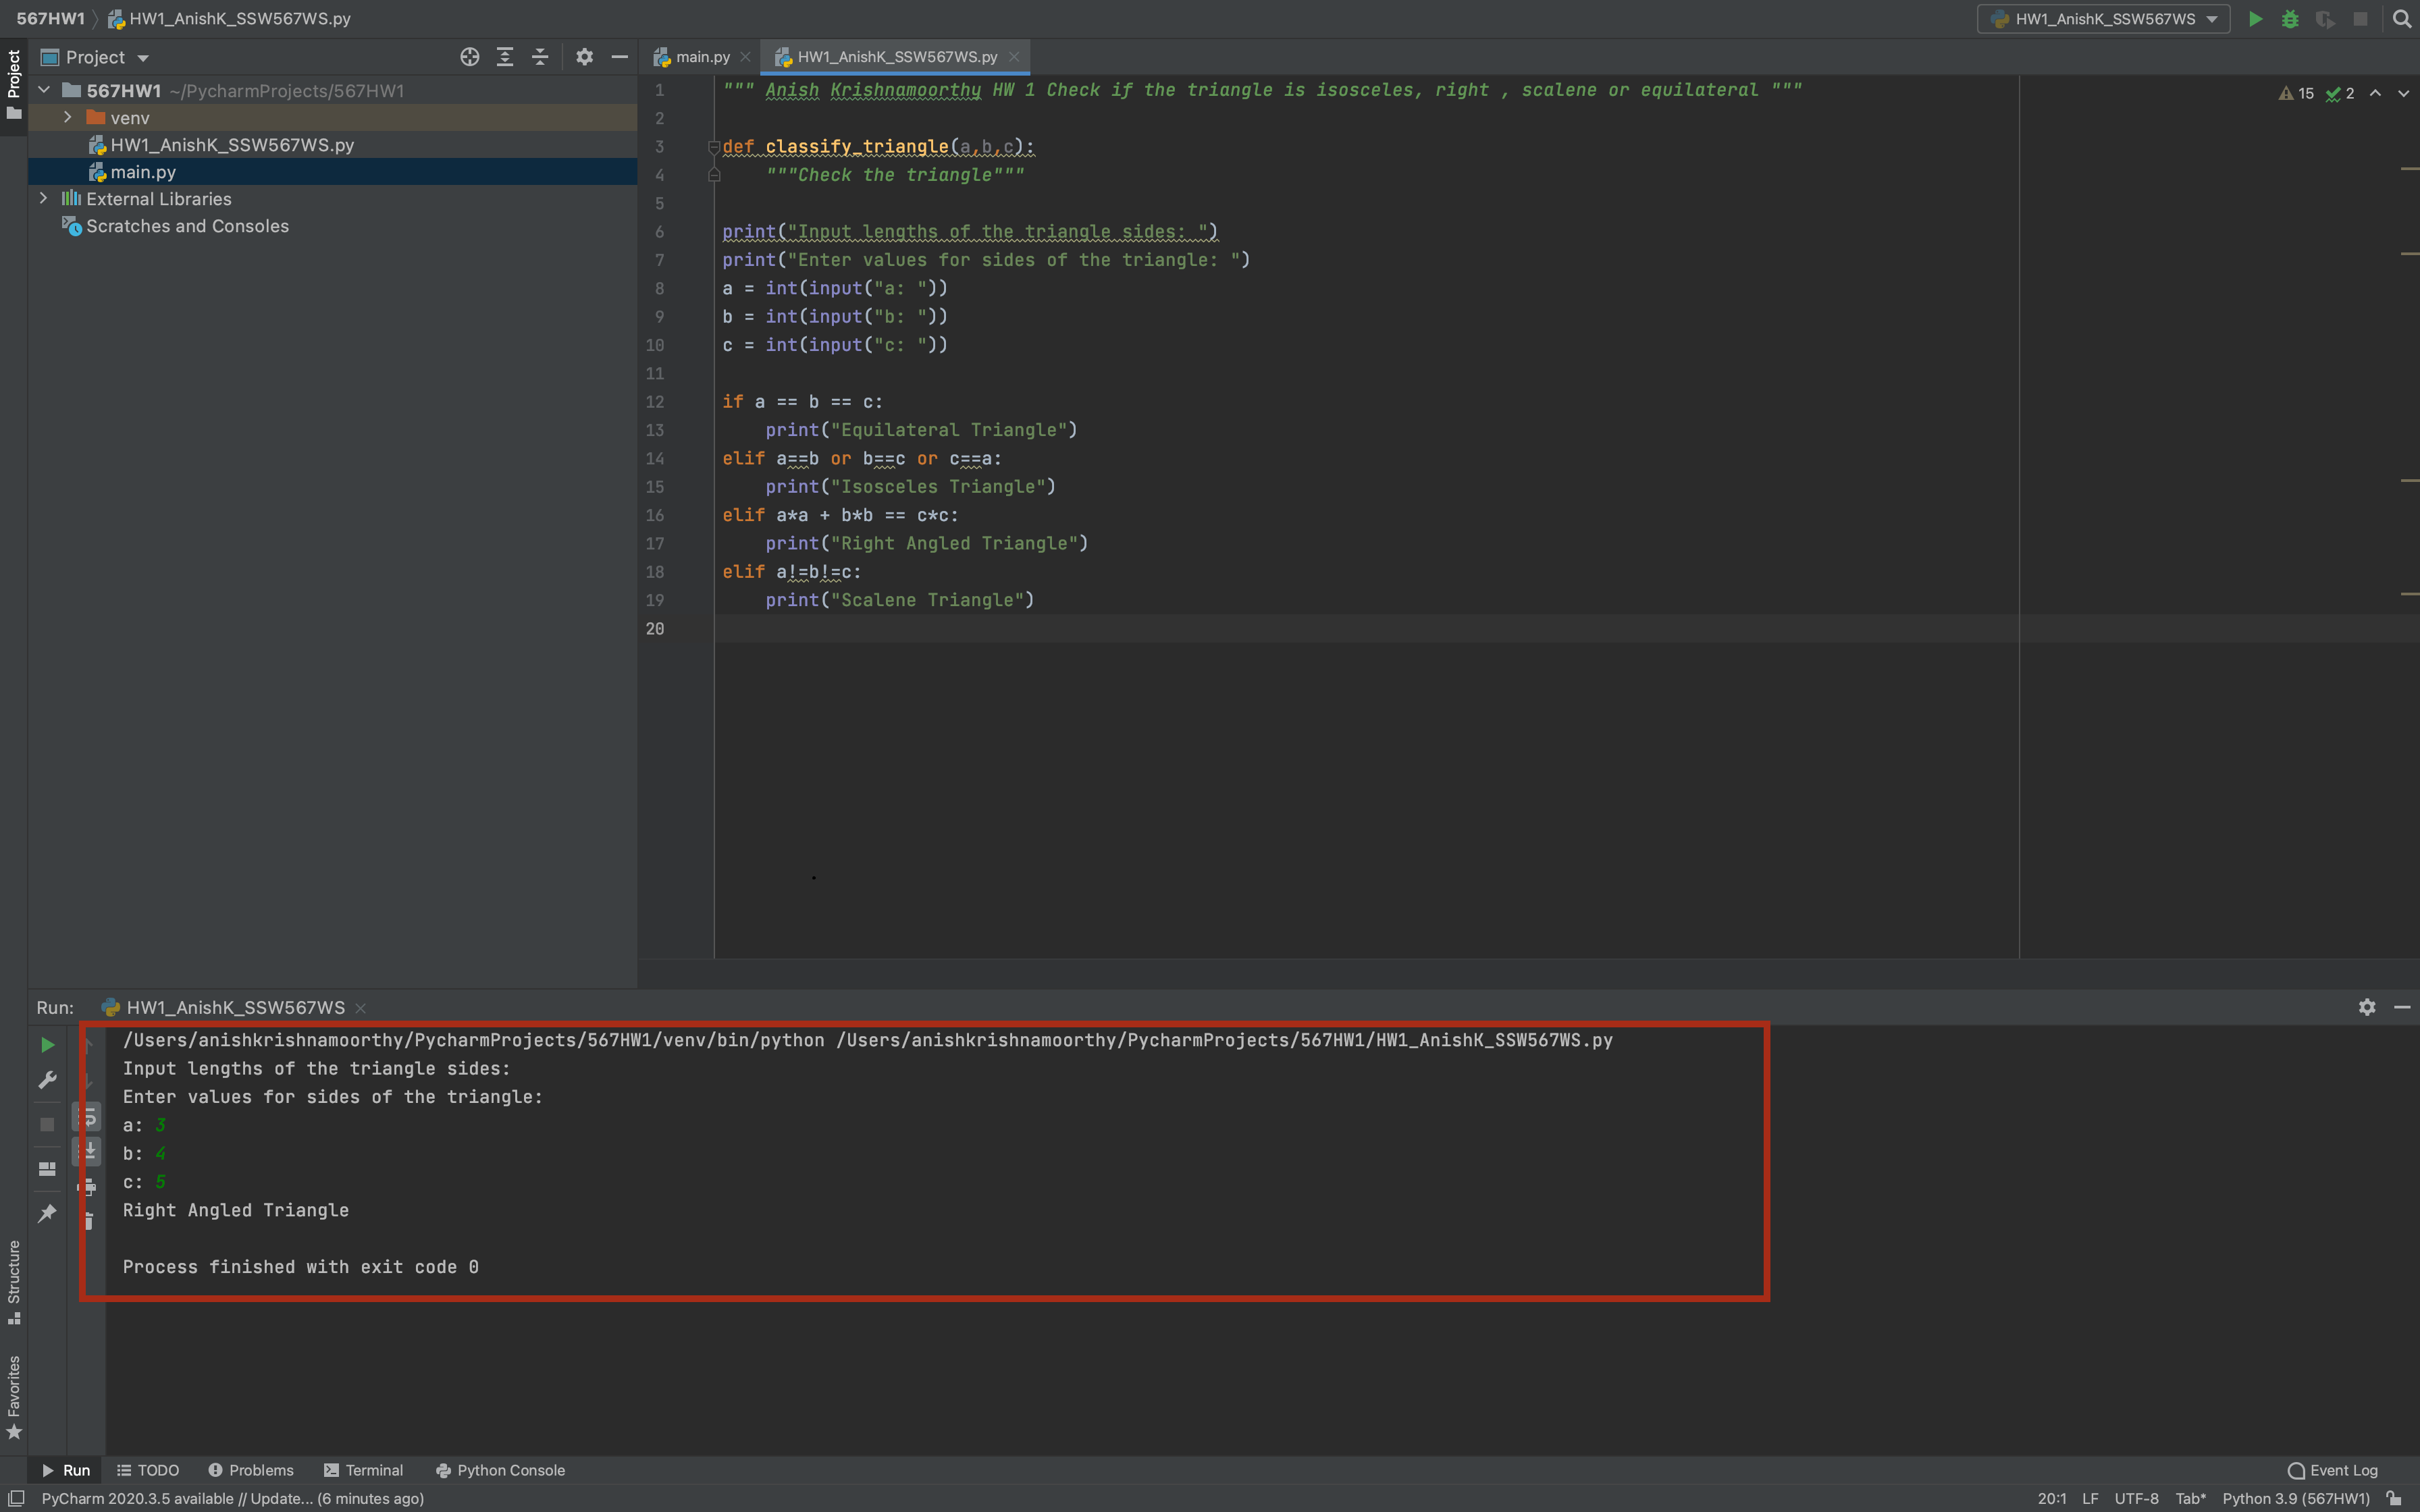 567HW1 HW1_AnishK_SSW567WS.py HW1_AnishK_SSW567WS
Project
Project
567HW1 ~/PycharmProjects/567HW1
venv
HW1_AnishK_SSW567WS.py
main.py
External Libraries
Scratches and Consoles
main.py HW1_AnishK_SSW567WS.py
15 2
1 """ Anish Krishnamoorthy HW 1 Check if the triangle is isosceles, right , scalene or equilateral """
2
3 def classify_triangle(a,b,c):
4 """Check the triangle"""
5
6 print("Input lengths of the triangle sides: ")
7 print("Enter values for sides of the triangle: ")
8 a = int(input("a: "))
9 b = int(input("b: "))
10 c = int(input("c: "))
11
12 if a == b == c:
13 print("Equilateral Triangle")
14 elif a==b or b==c or c==a:
15 print("Isosceles Triangle")
16 elif a*a + b*b == c*c:
17 print("Right Angled Triangle")
18 elif a!=b!=c:
19 print("Scalene Triangle")
20
Run: HW1_AnishK_SSW567WS
/Users/anishkrishnamoorthy/PycharmProjects/567HW1/venv/bin/python /Users/anishkrishnamoorthy/PycharmProjects/567HW1/HW1_AnishK_SSW567WS.py
Input lengths of the triangle sides:
Enter values for sides of the triangle:
a: 3
b: 4
c: 5
Right Angled Triangle
Process finished with exit code 0
Structure
Favorites
Run TODO Problems Terminal Python Console Event Log
PyCharm 2020.3.5 available // Update... (6 minutes ago) 20:1 LF UTF-8 Tab* Python 3.9 (567HW1)